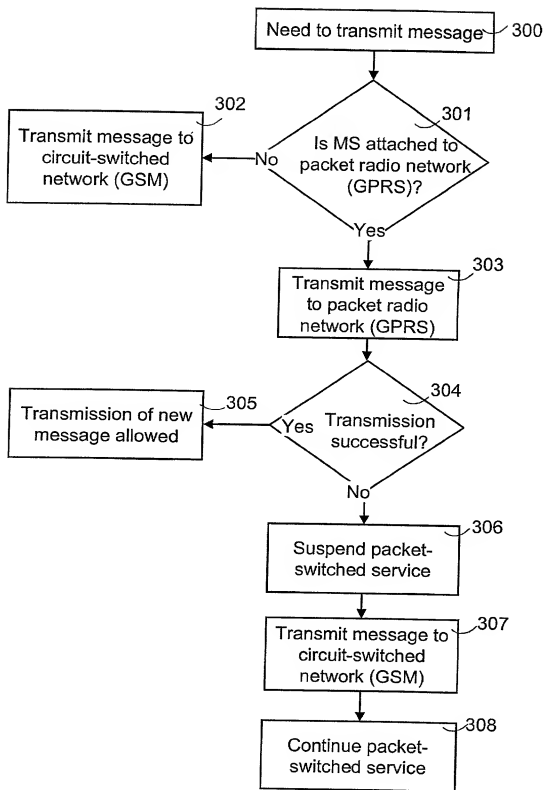 Need to transmit message
300
301
Is MS attached to
packet radio network
(GPRS)?
302
Transmit message to
circuit-switched
network (GSM)
No
Yes
303
Transmit message
to packet radio
network (GPRS)
304
Transmission
successful?
Yes
305
Transmission of new
message allowed
No
306
Suspend packet-
switched service
307
Transmit message to
circuit-switched
network (GSM)
308
Continue packet-
switched service